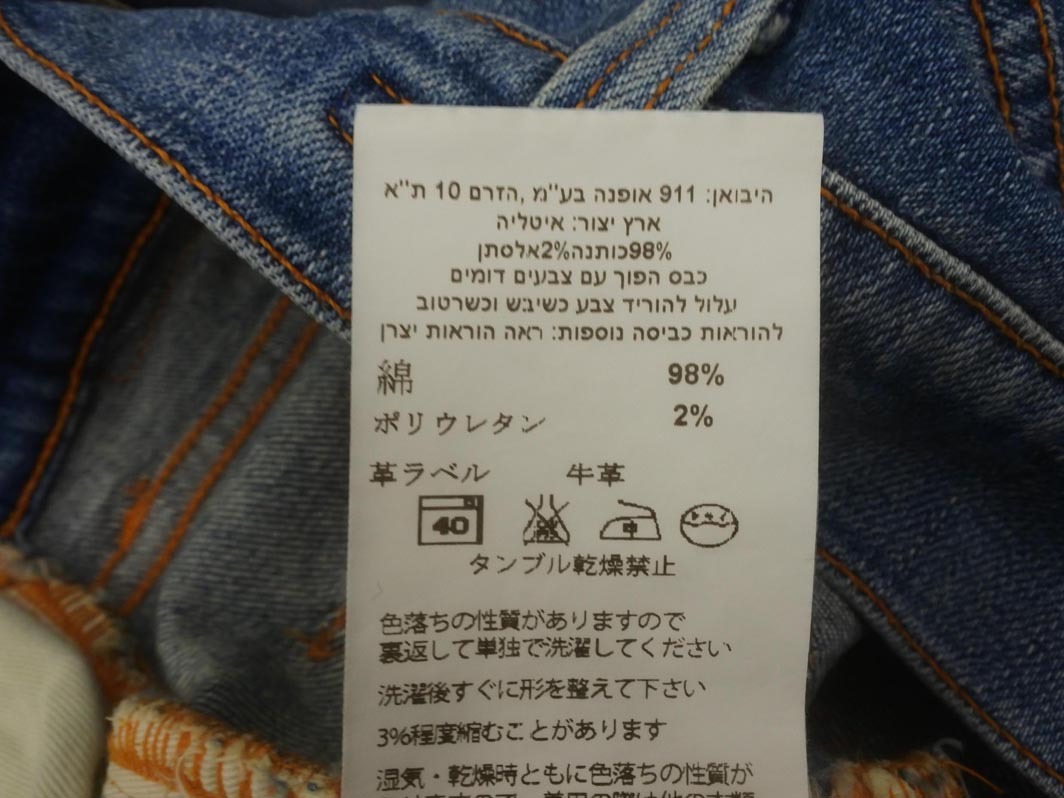 היבואן: 911 אופנה בע"מ, הזרם 10 ת"א
ארץ יצור: איטליה
98%כותנה2%אלסתן
כבס הפוך עם צבעים דומים
עלול להוריד צבע כשיבש וכשרטוב
להוראות כביסה נוספות: ראה הוראות יצרן
綿 98%
ポリウレタン 2%
革ラベル 牛革
40 中
タンブル乾燥禁止
色落ちの性質がありますので
裏返して単独で洗濯してください
洗濯後すぐに形を整えて下さい
3%程度縮むことがあります
湿気・乾燥時ともに色落ちの性質が